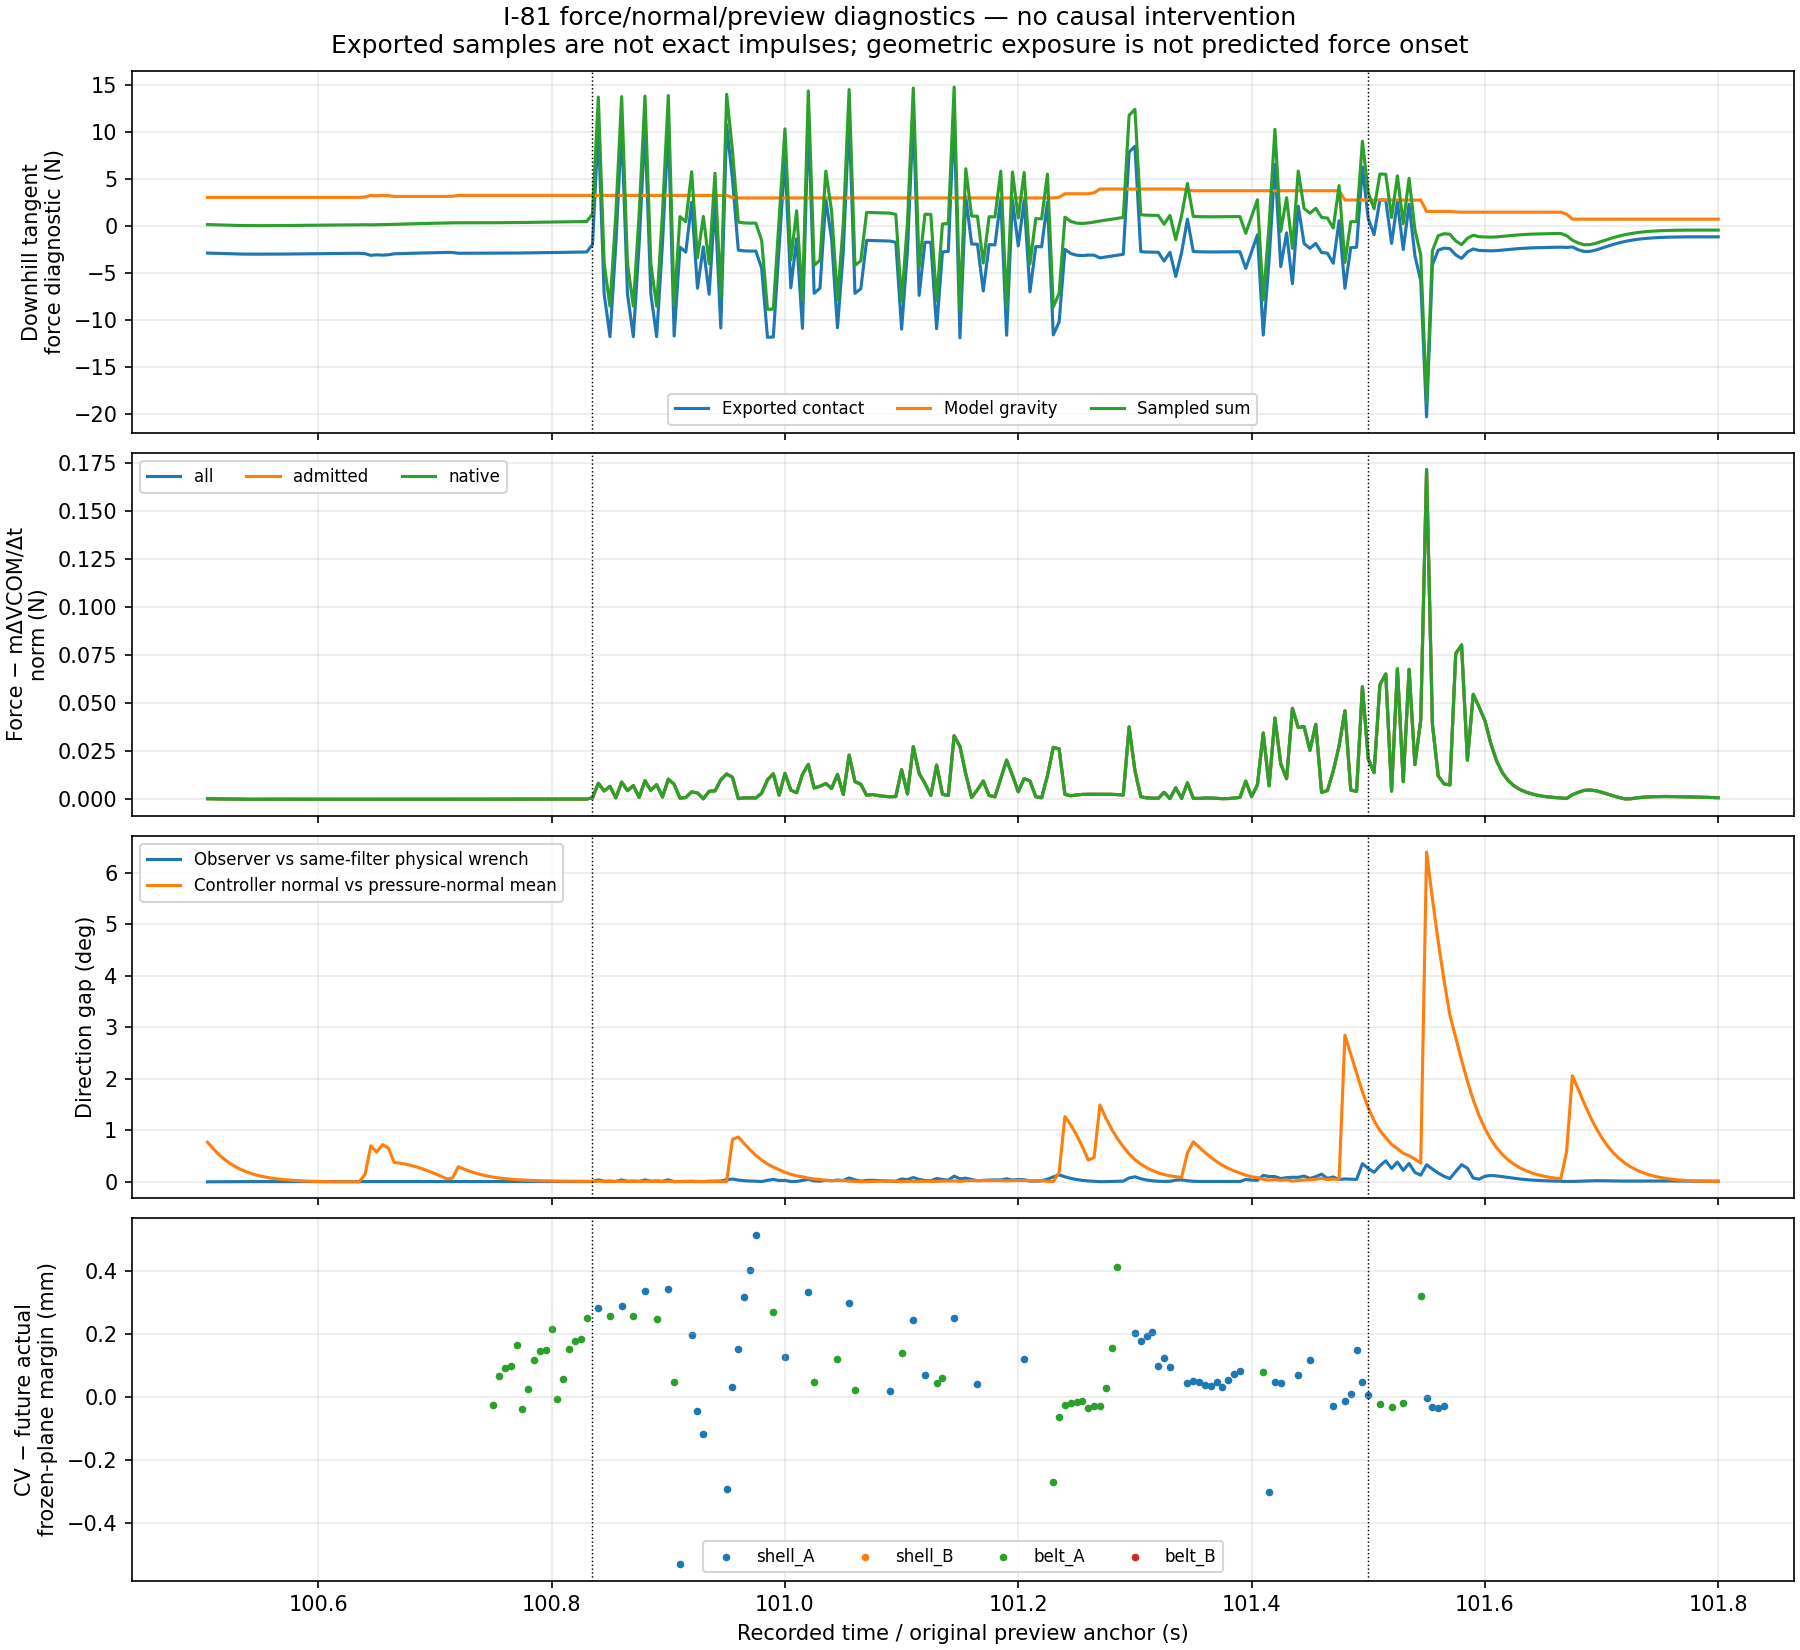 I-81 force/normal/preview diagnostics — no causal intervention
Exported samples are not exact impulses; geometric exposure is not predicted force onset
Downhill tangent
force diagnostic (N)
15
10
5
0
−5
−10
−15
−20
Exported contact
Model gravity
Sampled sum
Force − mΔVCOM/Δt
norm (N)
0.175
0.150
0.125
0.100
0.075
0.050
0.025
0.000
all
admitted
native
Direction gap (deg)
6
5
4
3
2
1
0
Observer vs same-filter physical wrench
Controller normal vs pressure-normal mean
CV − future actual
frozen-plane margin (mm)
0.4
0.2
0.0
−0.2
−0.4
shell_A
shell_B
belt_A
belt_B
100.6
100.8
101.0
101.2
101.4
101.6
101.8
Recorded time / original preview anchor (s)